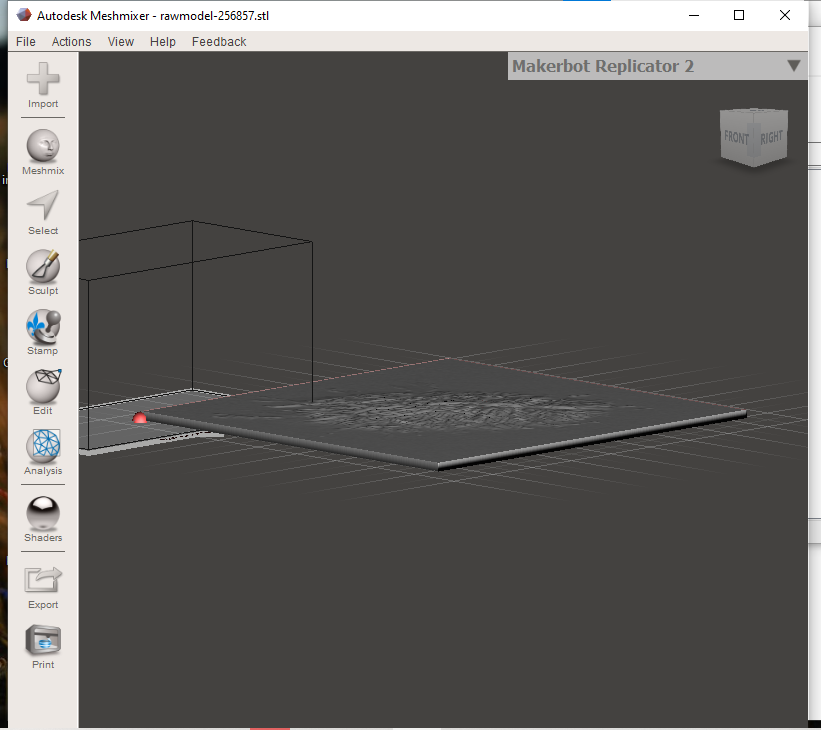 Autodesk Meshmixer - rawmodel-256857.stl
File Actions View Help Feedback
Makerbot Replicator 2
Import
FRONT RIGHT
Meshmix
Select
Sculpt
Stamp
Edit
Analysis
Shaders
Export
Print